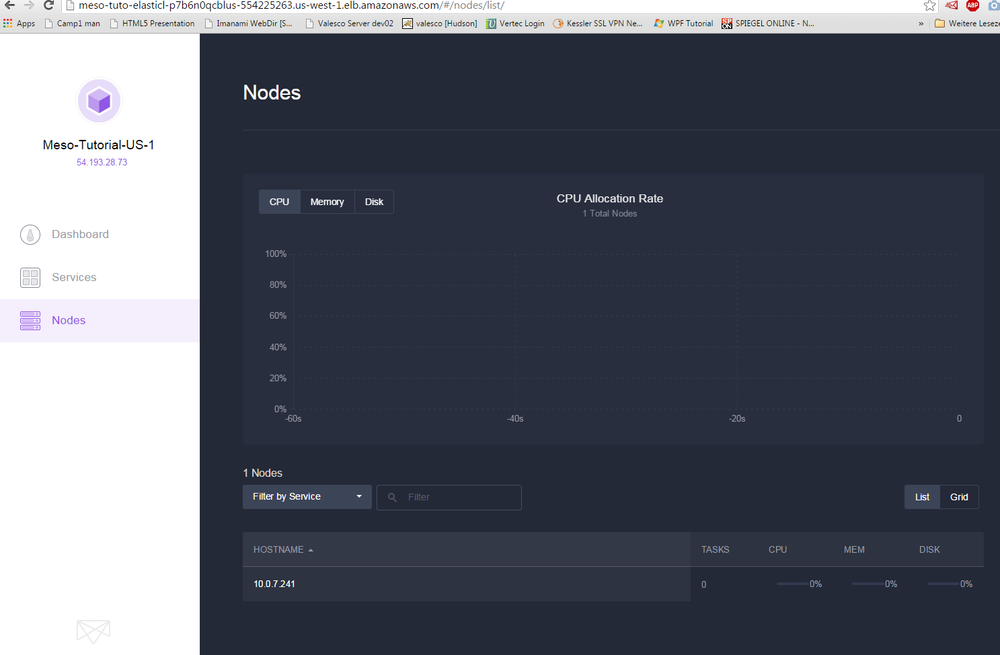 meso-tuto-elasticl-p7b6n0qcblus-554225263.us-west-1.elb.amazonaws.com/#/nodes/list/
ABP
Apps Camp1 man HTML5 Presentation Imanami WebDir [S... Valesco Server dev02 valesco [Hudson] Vertec Login Kessler SSL VPN Ne... WPF Tutorial SPIEGEL ONLINE - N... » Weitere Leseze
Nodes
Meso-Tutorial-US-1
54.193.28.73
Dashboard
Services
Nodes
CPU Memory Disk
CPU Allocation Rate
1 Total Nodes
100%
80%
60%
40%
20%
0%
-60s -40s -20s 0
1 Nodes
Filter by Service Filter List Grid
HOSTNAME TASKS CPU MEM DISK
10.0.7.241 0 0% 0% 0%